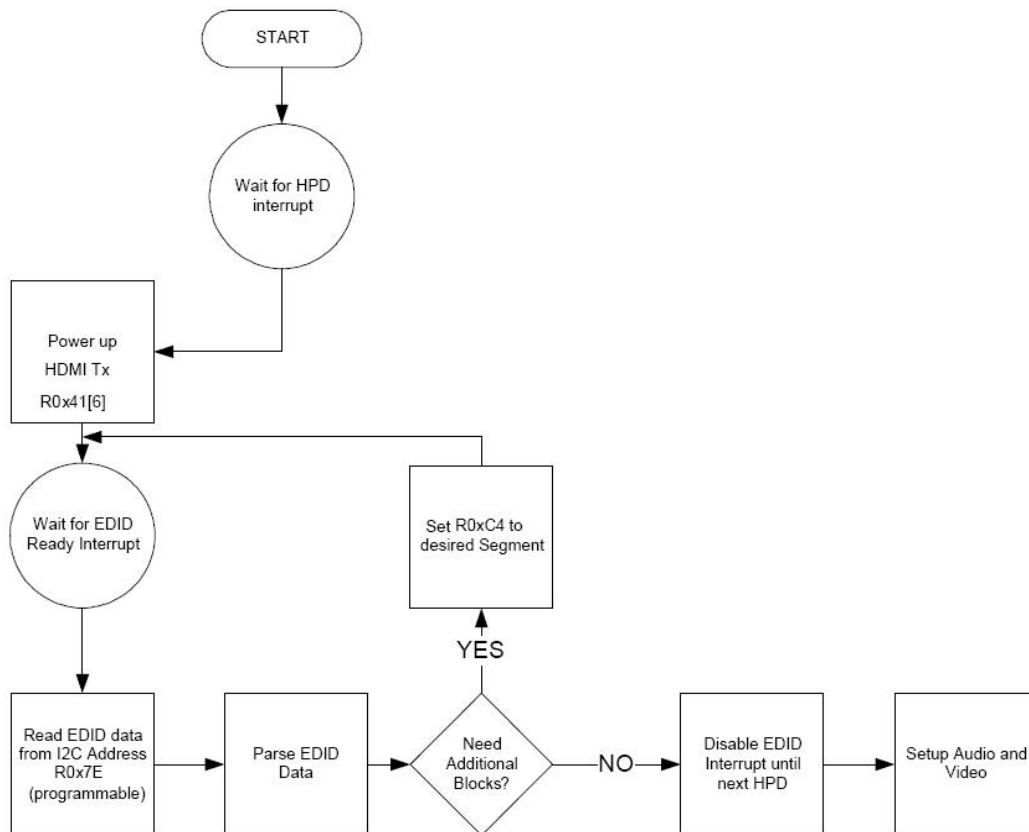 START
Wait for HPD
interrupt
Power up
HDMI Tx
R0x41[6]
Wait for EDID
Ready Interrupt
Set R0xC4 to
desired Segment
YES
Read EDID data
from I2C Address
R0x7E
(programmable)
Parse EDID
Data
Need
Additional
Blocks?
NO
Disable EDID
Interrupt until
next HPD
Setup Audio and
Video